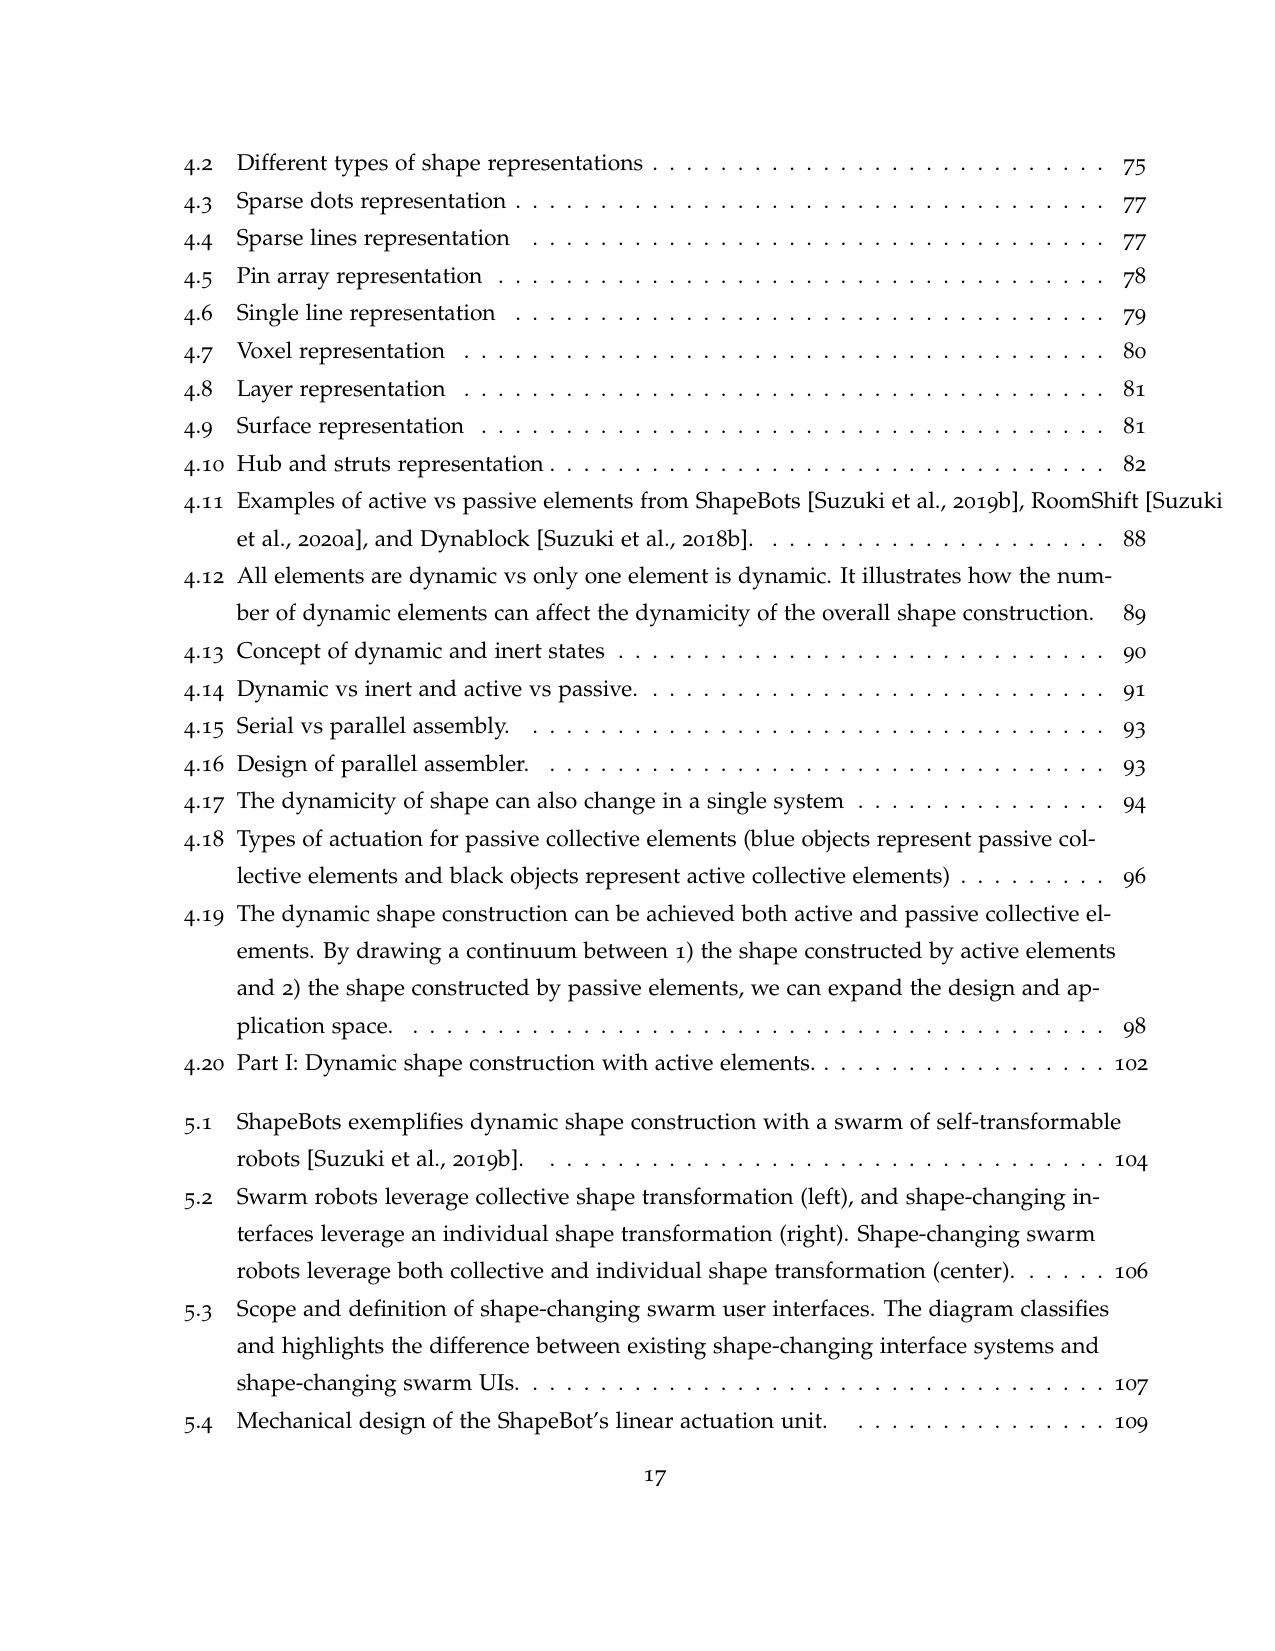 4.2 Different types of shape representations . . . . . . . . . . . . . . . . . . . . . . . . . . . 75
4.3 Sparse dots representation . . . . . . . . . . . . . . . . . . . . . . . . . . . . . . . . . . . 77
4.4 Sparse lines representation . . . . . . . . . . . . . . . . . . . . . . . . . . . . . . . . . . 77
4.5 Pin array representation . . . . . . . . . . . . . . . . . . . . . . . . . . . . . . . . . . . . 78
4.6 Single line representation . . . . . . . . . . . . . . . . . . . . . . . . . . . . . . . . . . . 79
4.7 Voxel representation . . . . . . . . . . . . . . . . . . . . . . . . . . . . . . . . . . . . . . 80
4.8 Layer representation . . . . . . . . . . . . . . . . . . . . . . . . . . . . . . . . . . . . . . 81
4.9 Surface representation . . . . . . . . . . . . . . . . . . . . . . . . . . . . . . . . . . . . . 81
4.10 Hub and struts representation . . . . . . . . . . . . . . . . . . . . . . . . . . . . . . . . . 82
4.11 Examples of active vs passive elements from ShapeBots [Suzuki et al., 2019b], RoomShift [Suzuki
et al., 2020a], and Dynablock [Suzuki et al., 2018b]. . . . . . . . . . . . . . . . . . . . . 88
4.12 All elements are dynamic vs only one element is dynamic. It illustrates how the num-
ber of dynamic elements can affect the dynamicity of the overall shape construction. 89
4.13 Concept of dynamic and inert states . . . . . . . . . . . . . . . . . . . . . . . . . . . . . 90
4.14 Dynamic vs inert and active vs passive. . . . . . . . . . . . . . . . . . . . . . . . . . . . 91
4.15 Serial vs parallel assembly. . . . . . . . . . . . . . . . . . . . . . . . . . . . . . . . . . . 93
4.16 Design of parallel assembler. . . . . . . . . . . . . . . . . . . . . . . . . . . . . . . . . . 93
4.17 The dynamicity of shape can also change in a single system . . . . . . . . . . . . . . . 94
4.18 Types of actuation for passive collective elements (blue objects represent passive col-
lective elements and black objects represent active collective elements) . . . . . . . . . 96
4.19 The dynamic shape construction can be achieved both active and passive collective el-
ements. By drawing a continuum between 1) the shape constructed by active elements
and 2) the shape constructed by passive elements, we can expand the design and ap-
plication space. . . . . . . . . . . . . . . . . . . . . . . . . . . . . . . . . . . . . . . . . . 98
4.20 Part I: Dynamic shape construction with active elements. . . . . . . . . . . . . . . . . . 102
5.1 ShapeBots exemplifies dynamic shape construction with a swarm of self-transformable
robots [Suzuki et al., 2019b]. . . . . . . . . . . . . . . . . . . . . . . . . . . . . . . . . . 104
5.2 Swarm robots leverage collective shape transformation (left), and shape-changing in-
terfaces leverage an individual shape transformation (right). Shape-changing swarm
robots leverage both collective and individual shape transformation (center). . . . . . . 106
5.3 Scope and definition of shape-changing swarm user interfaces. The diagram classifies
and highlights the difference between existing shape-changing interface systems and
shape-changing swarm UIs. . . . . . . . . . . . . . . . . . . . . . . . . . . . . . . . . . . 107
5.4 Mechanical design of the ShapeBot's linear actuation unit. . . . . . . . . . . . . . . . 109
17